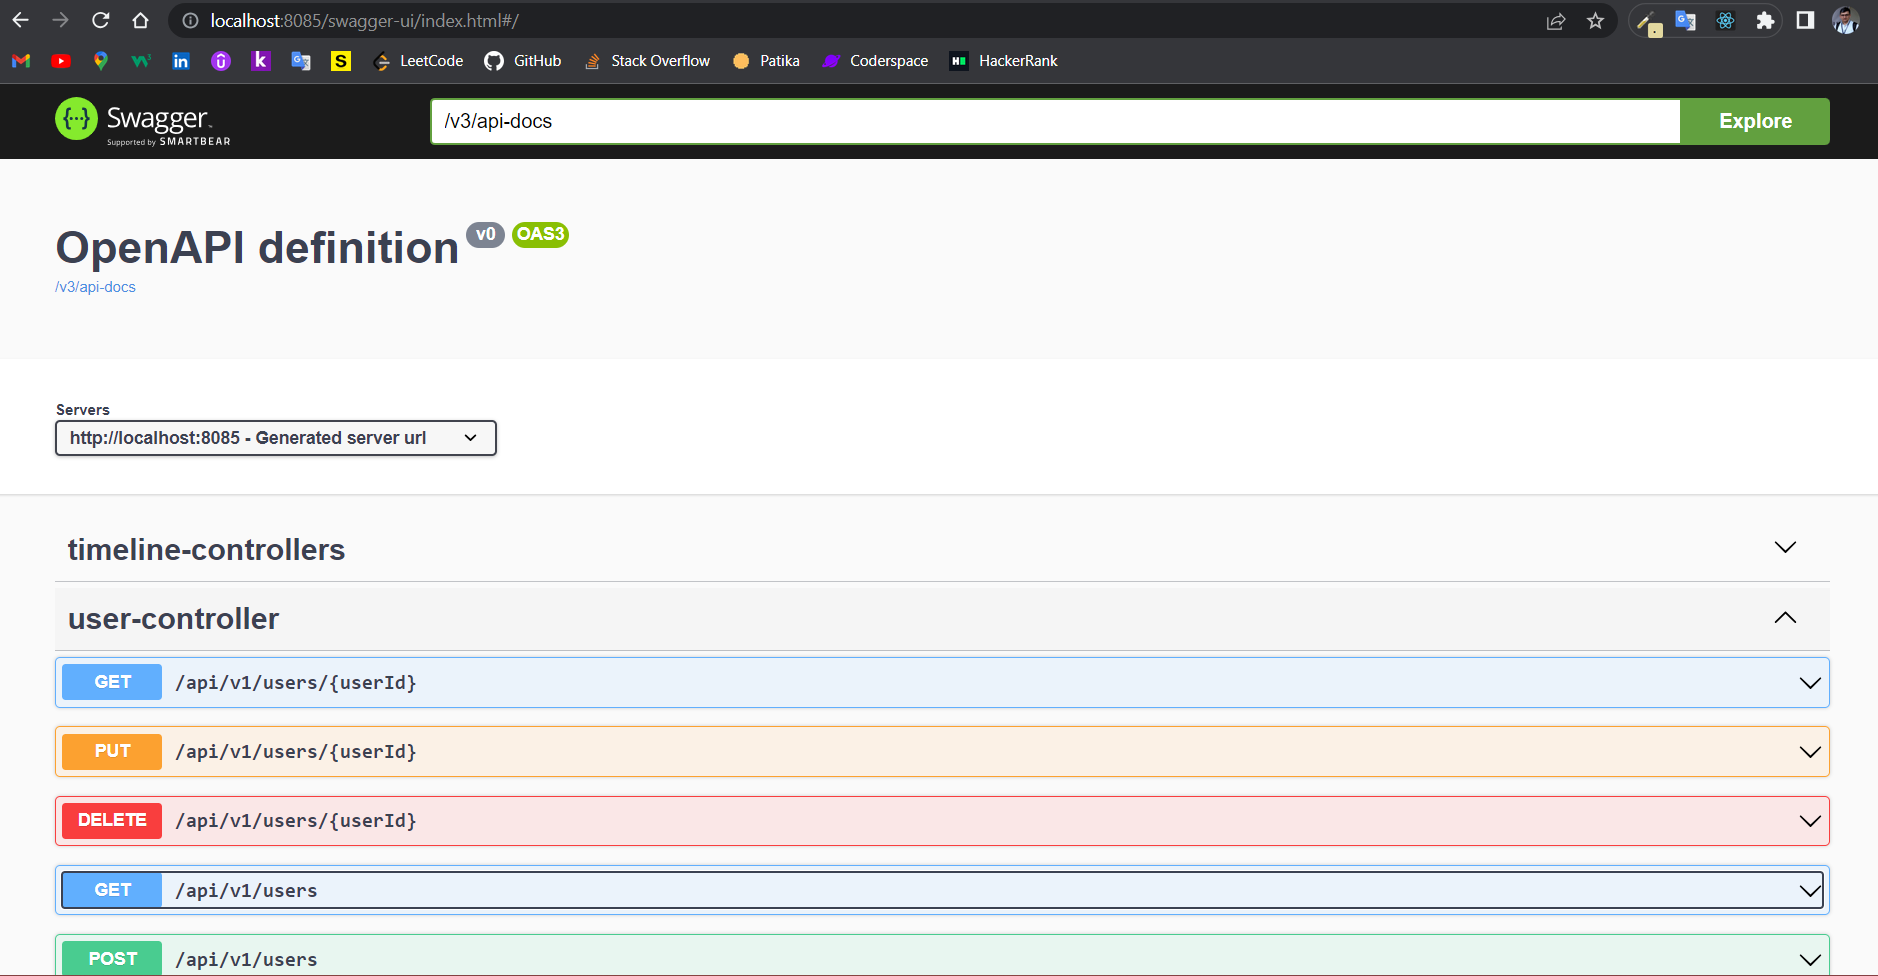 localhost:8085/swagger-ui/index.html#/
LeetCode GitHub Stack Overflow Patika Coderspace HackerRank
Swagger
Supported by SMARTBEAR
/v3/api-docs
Explore
OpenAPI definition v0 OAS3
/v3/api-docs
Servers
http://localhost:8085 - Generated server url
timeline-controllers
user-controller
GET /api/v1/users/{userId}
PUT /api/v1/users/{userId}
DELETE /api/v1/users/{userId}
GET /api/v1/users
POST /api/v1/users